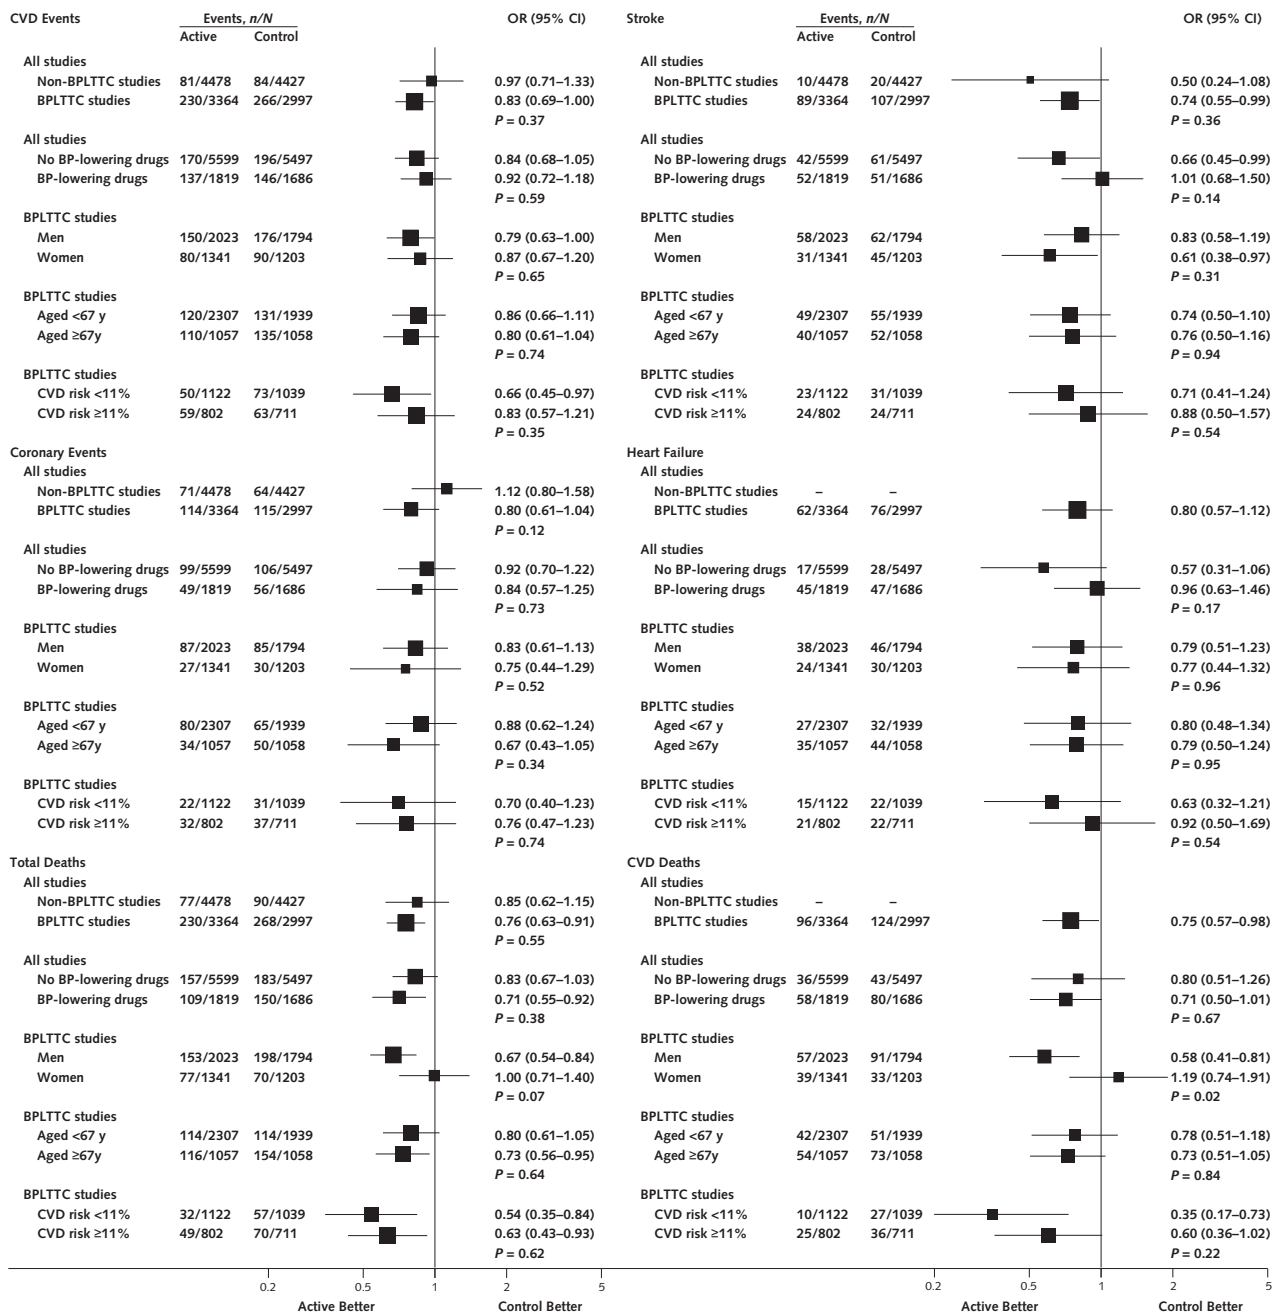 CVD Events Events, n/N OR (95% CI)
Active Control
All studies
Non-BPLTTC studies 81/4478 84/4427 0.97 (0.71–1.33)
BPLTTC studies 230/3364 266/2997 0.83 (0.69–1.00)
P = 0.37
All studies
No BP-lowering drugs 170/5599 196/5497 0.84 (0.68–1.05)
BP-lowering drugs 137/1819 146/1686 0.92 (0.72–1.18)
P = 0.59
BPLTTC studies
Men 150/2023 176/1794 0.79 (0.63–1.00)
Women 80/1341 90/1203 0.87 (0.67–1.20)
P = 0.65
BPLTTC studies
Aged <67 y 120/2307 131/1939 0.86 (0.66–1.11)
Aged ≥67y 110/1057 135/1058 0.80 (0.61–1.04)
P = 0.74
BPLTTC studies
CVD risk <11% 50/1122 73/1039 0.66 (0.45–0.97)
CVD risk ≥11% 59/802 63/711 0.83 (0.57–1.21)
P = 0.35
Coronary Events
All studies
Non-BPLTTC studies 71/4478 64/4427 1.12 (0.80–1.58)
BPLTTC studies 114/3364 115/2997 0.80 (0.61–1.04)
P = 0.12
All studies
No BP-lowering drugs 99/5599 106/5497 0.92 (0.70–1.22)
BP-lowering drugs 49/1819 56/1686 0.84 (0.57–1.25)
P = 0.73
BPLTTC studies
Men 87/2023 85/1794 0.83 (0.61–1.13)
Women 27/1341 30/1203 0.75 (0.44–1.29)
P = 0.52
BPLTTC studies
Aged <67 y 80/2307 65/1939 0.88 (0.62–1.24)
Aged ≥67y 34/1057 50/1058 0.67 (0.43–1.05)
P = 0.34
BPLTTC studies
CVD risk <11% 22/1122 31/1039 0.70 (0.40–1.23)
CVD risk ≥11% 32/802 37/711 0.76 (0.47–1.23)
P = 0.74
Total Deaths
All studies
Non-BPLTTC studies 77/4478 90/4427 0.85 (0.62–1.15)
BPLTTC studies 230/3364 268/2997 0.76 (0.63–0.91)
P = 0.55
All studies
No BP-lowering drugs 157/5599 183/5497 0.83 (0.67–1.03)
BP-lowering drugs 109/1819 150/1686 0.71 (0.55–0.92)
P = 0.38
BPLTTC studies
Men 153/2023 198/1794 0.67 (0.54–0.84)
Women 77/1341 70/1203 1.00 (0.71–1.40)
P = 0.07
BPLTTC studies
Aged <67 y 114/2307 114/1939 0.80 (0.61–1.05)
Aged ≥67y 116/1057 154/1058 0.73 (0.56–0.95)
P = 0.64
BPLTTC studies
CVD risk <11% 32/1122 57/1039 0.54 (0.35–0.84)
CVD risk ≥11% 49/802 70/711 0.63 (0.43–0.93)
P = 0.62
0.2 0.5 1 2 5
Active Better Control Better
Stroke Events, n/N OR (95% CI)
Active Control
All studies
Non-BPLTTC studies 10/4478 20/4427 0.50 (0.24–1.08)
BPLTTC studies 89/3364 107/2997 0.74 (0.55–0.99)
P = 0.36
All studies
No BP-lowering drugs 42/5599 61/5497 0.66 (0.45–0.99)
BP-lowering drugs 52/1819 51/1686 1.01 (0.68–1.50)
P = 0.14
BPLTTC studies
Men 58/2023 62/1794 0.83 (0.58–1.19)
Women 31/1341 45/1203 0.61 (0.38–0.97)
P = 0.31
BPLTTC studies
Aged <67 y 49/2307 55/1939 0.74 (0.50–1.10)
Aged ≥67y 40/1057 52/1058 0.76 (0.50–1.16)
P = 0.94
BPLTTC studies
CVD risk <11% 23/1122 31/1039 0.71 (0.41–1.24)
CVD risk ≥11% 24/802 24/711 0.88 (0.50–1.57)
P = 0.54
Heart Failure
All studies
Non-BPLTTC studies – –
BPLTTC studies 62/3364 76/2997 0.80 (0.57–1.12)
All studies
No BP-lowering drugs 17/5599 28/5497 0.57 (0.31–1.06)
BP-lowering drugs 45/1819 47/1686 0.96 (0.63–1.46)
P = 0.17
BPLTTC studies
Men 38/2023 46/1794 0.79 (0.51–1.23)
Women 24/1341 30/1203 0.77 (0.44–1.32)
P = 0.96
BPLTTC studies
Aged <67 y 27/2307 32/1939 0.80 (0.48–1.34)
Aged ≥67y 35/1057 44/1058 0.79 (0.50–1.24)
P = 0.95
BPLTTC studies
CVD risk <11% 15/1122 22/1039 0.63 (0.32–1.21)
CVD risk ≥11% 21/802 22/711 0.92 (0.50–1.69)
P = 0.54
CVD Deaths
All studies
Non-BPLTTC studies – –
BPLTTC studies 96/3364 124/2997 0.75 (0.57–0.98)
All studies
No BP-lowering drugs 36/5599 43/5497 0.80 (0.51–1.26)
BP-lowering drugs 58/1819 80/1686 0.71 (0.50–1.01)
P = 0.67
BPLTTC studies
Men 57/2023 91/1794 0.58 (0.41–0.81)
Women 39/1341 33/1203 1.19 (0.74–1.91)
P = 0.02
BPLTTC studies
Aged <67 y 42/2307 51/1939 0.78 (0.51–1.18)
Aged ≥67y 54/1057 73/1058 0.73 (0.51–1.05)
P = 0.84
BPLTTC studies
CVD risk <11% 10/1122 27/1039 0.35 (0.17–0.73)
CVD risk ≥11% 25/802 36/711 0.60 (0.36–1.02)
P = 0.22
0.2 0.5 1 2 5
Active Better Control Better